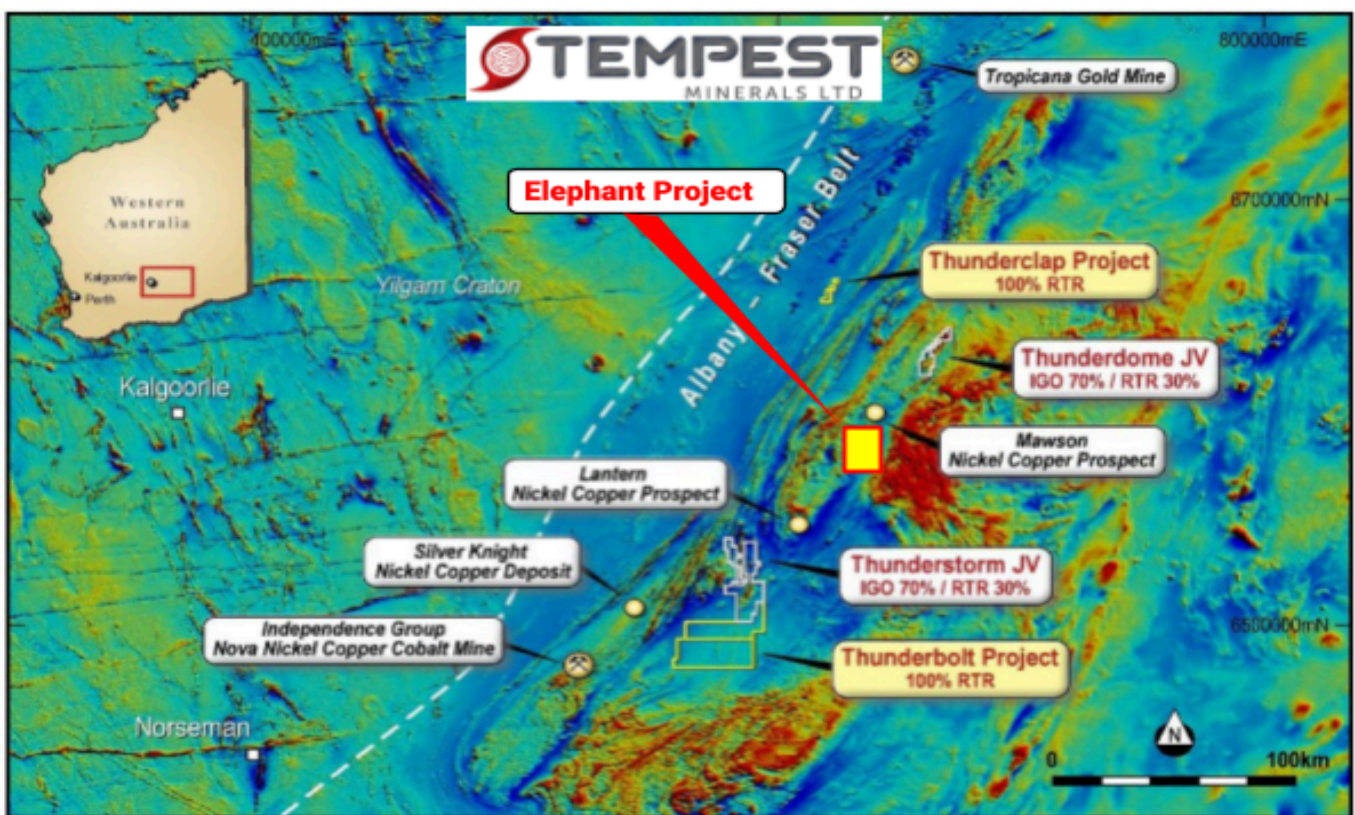 400000mE
TEMPEST
MINERALS LTD
800000mE
Tropicana Gold Mine
Elephant Project
6700000mN
Western
Australia
Kalgoorlie
Perth
Yilgarn Craton
Albany - Fraser Belt
Thunderclap Project
100% RTR
Thunderdome JV
IGO 70% / RTR 30%
Kalgoorlie
Mawson
Nickel Copper Prospect
Lantern
Nickel Copper Prospect
Silver Knight
Nickel Copper Deposit
Thunderstorm JV
IGO 70% / RTR 30%
Independence Group
Nova Nickel Copper Cobalt Mine
6500000mN
Thunderbolt Project
100% RTR
Norseman
N
0 100km